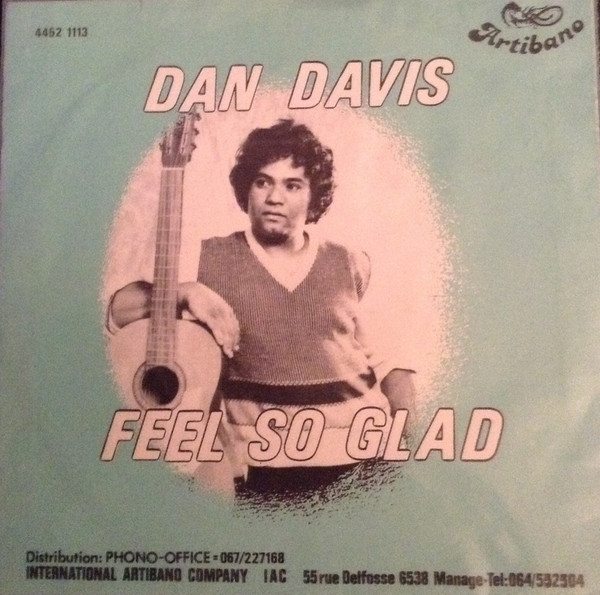 4452 1113
Artibano
DAN DAVIS
FEEL SO GLAD
Distribution: PHONO-OFFICE = 067/227168
INTERNATIONAL ARTIBANO COMPANY IAC 55 rue Delfosse 6538 Manage-Tel: 064/532504